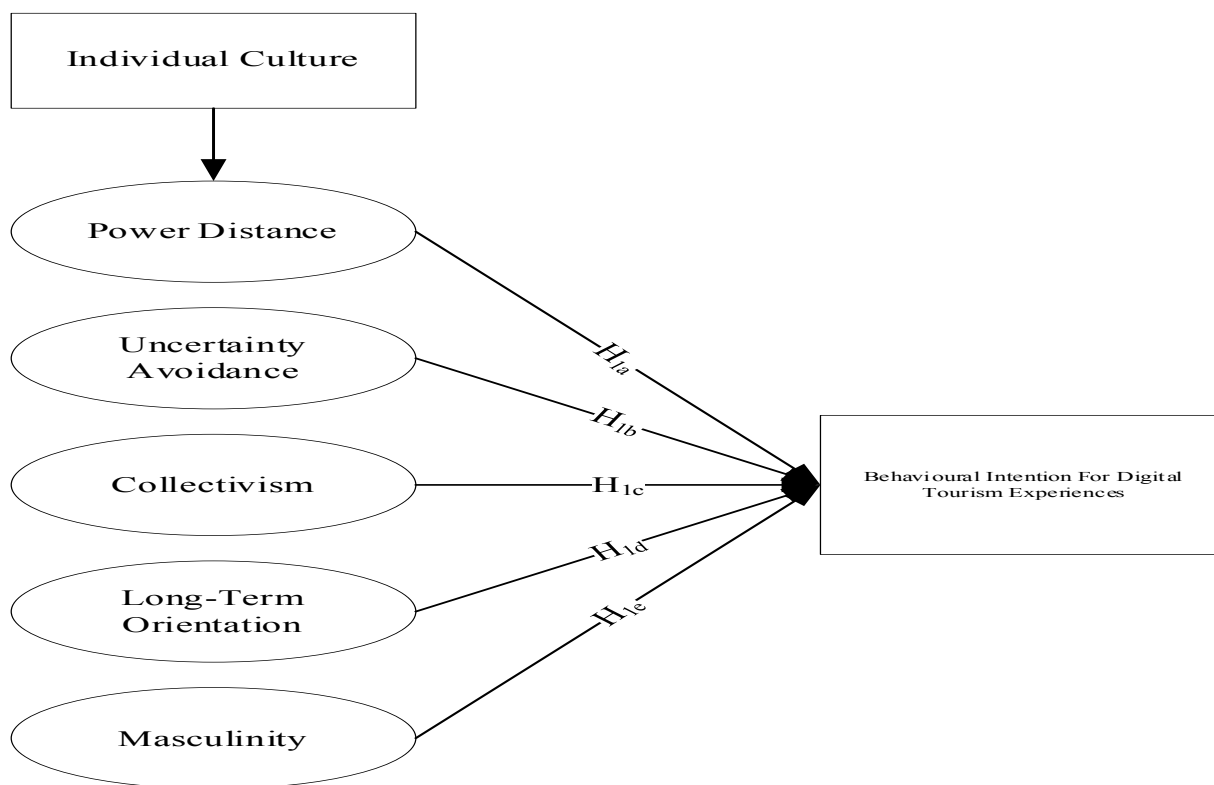 Individual Culture
Power Distance
H1a
Uncertainty
Avoidance
H1b
Collectivism
H1c
Behavioural Intention For Digital
Tourism Experiences
Long-Term
Orientation
H1d
Masculinity
H1e